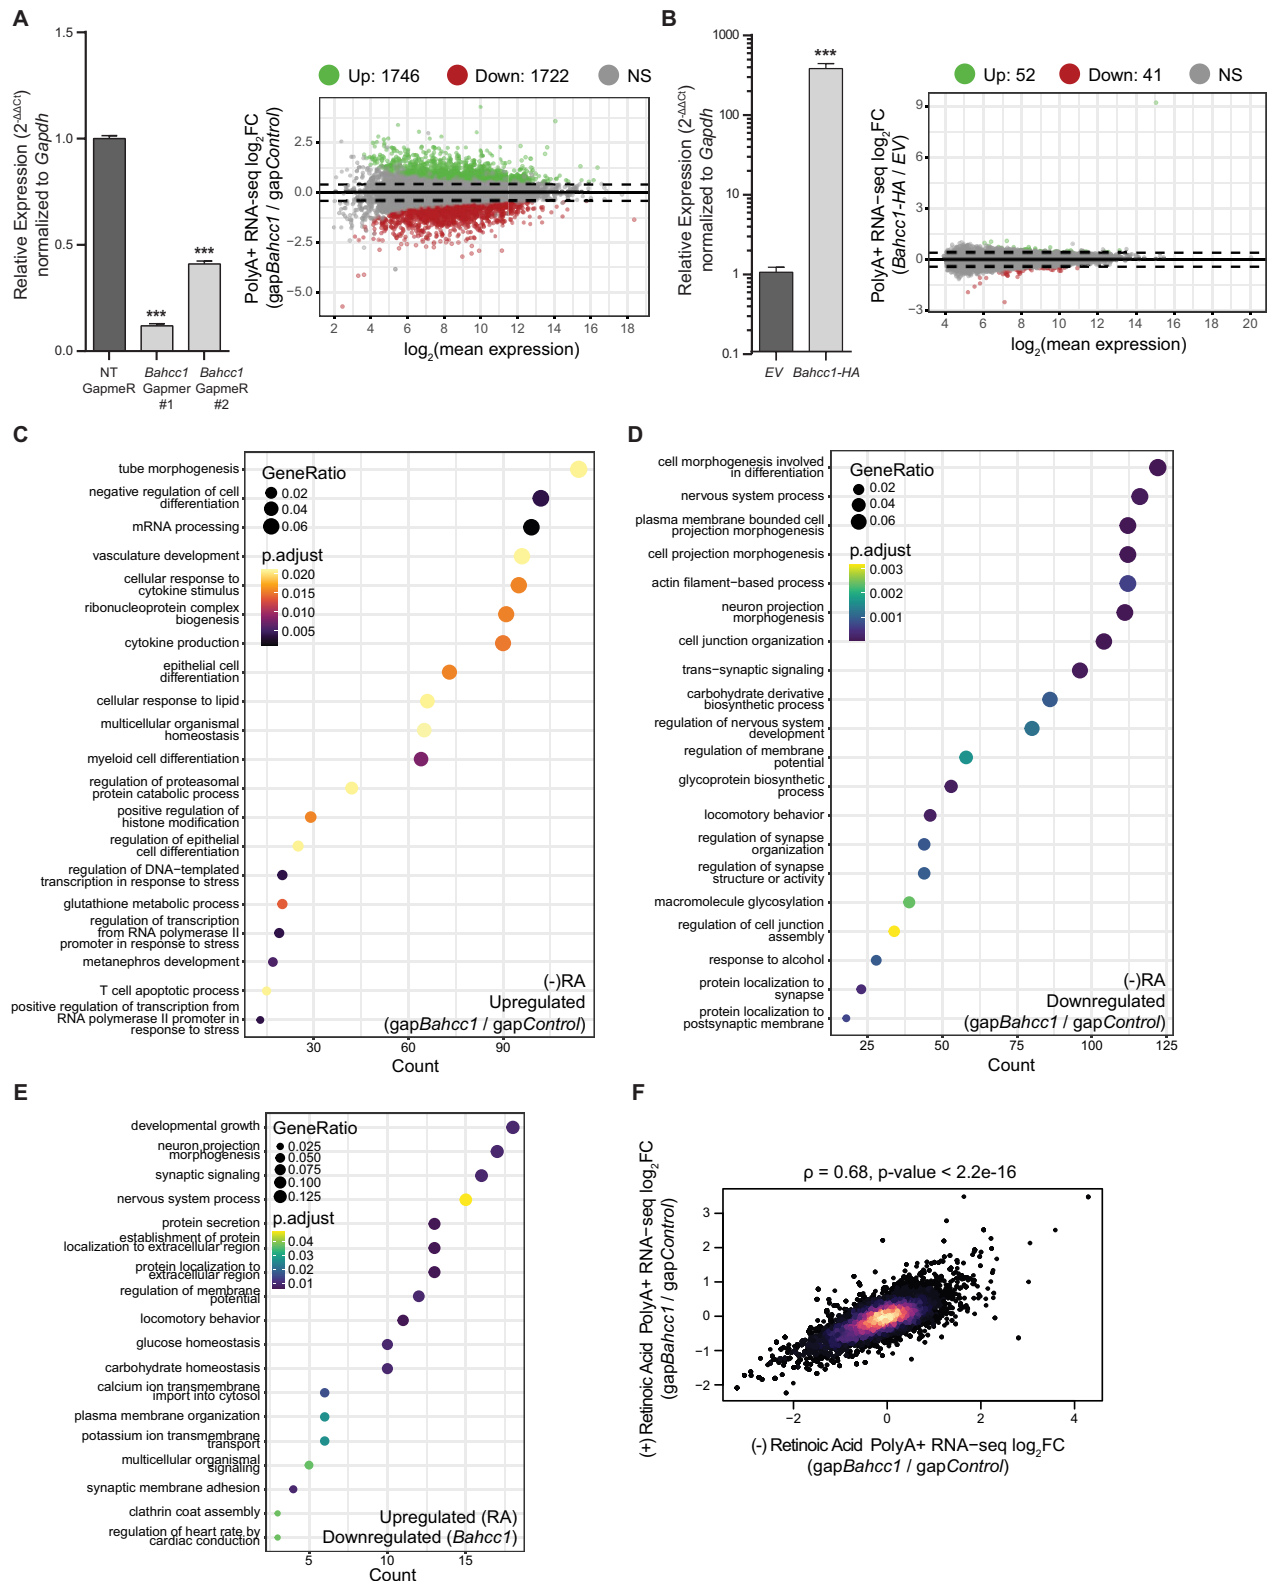 A
Relative Expression (2-ΔΔCt)
normalized to Gapdh
1.5
1.0
0.5
0.0
***
***
NT
GapmeR
Bahcc1
Gapmer
#1
Bahcc1
GapmeR
#2
Up: 1746
Down: 1722
NS
PolyA+ RNA-seq log2FC
(gapBahcc1 / gapControl)
2.5
0.0
−2.5
−5.0
2 4 6 8 10 12 14 16 18
log2(mean expression)
B
Relative Expression (2-ΔΔCt)
normalized to Gapdh
1000
100
10
1
0.1
***
EV
Bahcc1-HA
Up: 52
Down: 41
NS
PolyA+ RNA−seq log2FC
(Bahcc1-HA / EV)
9
6
3
0
−3
4 6 8 10 12 14 16 18 20
log2(mean expression)
C
tube morphogenesis
negative regulation of cell
differentiation
mRNA processing
vasculature development
cellular response to
cytokine stimulus
ribonucleoprotein complex
biogenesis
cytokine production
epithelial cell
differentiation
cellular response to lipid
multicellular organismal
homeostasis
myeloid cell differentiation
regulation of proteasomal
protein catabolic process
positive regulation of
histone modification
regulation of epithelial
cell differentiation
regulation of DNA−templated
transcription in response to stress
glutathione metabolic process
regulation of transcription
from RNA polymerase II
promoter in response to stress
metanephros development
T cell apoptotic process
positive regulation of transcription from
RNA polymerase II promoter in
response to stress
GeneRatio
0.02
0.04
0.06
p.adjust
0.020
0.015
0.010
0.005
(-)RA
Upregulated
(gapBahcc1 / gapControl)
30 60 90
Count
D
cell morphogenesis involved
in differentiation
nervous system process
plasma membrane bounded cell
projection morphogenesis
cell projection morphogenesis
actin filament−based process
neuron projection
morphogenesis
cell junction organization
trans−synaptic signaling
carbohydrate derivative
biosynthetic process
regulation of nervous system
development
regulation of membrane
potential
glycoprotein biosynthetic
process
locomotory behavior
regulation of synapse
organization
regulation of synapse
structure or activity
macromolecule glycosylation
regulation of cell junction
assembly
response to alcohol
protein localization to
synapse
protein localization to
postsynaptic membrane
GeneRatio
0.02
0.04
0.06
p.adjust
0.003
0.002
0.001
(-)RA
Downregulated
(gapBahcc1 / gapControl)
25 50 75 100 125
Count
E
developmental growth
neuron projection
morphogenesis
synaptic signaling
nervous system process
protein secretion
establishment of protein
localization to extracellular region
protein localization to
extracellular region
regulation of membrane
potential
locomotory behavior
glucose homeostasis
carbohydrate homeostasis
calcium ion transmembrane
import into cytosol
plasma membrane organization
potassium ion transmembrane
transport
multicellular organismal
signaling
synaptic membrane adhesion
clathrin coat assembly
regulation of heart rate by
cardiac conduction
GeneRatio
0.025
0.050
0.075
0.100
0.125
p.adjust
0.04
0.03
0.02
0.01
Upregulated (RA)
Downregulated (Bahcc1)
5 10 15
Count
F
ρ = 0.68, p-value < 2.2e-16
(+) Retinoic Acid PolyA+ RNA−seq log2FC
(gapBahcc1 / gapControl)
3
2
1
0
−1
−2
−2 0 2 4
(-) Retinoic Acid PolyA+ RNA−seq log2FC
(gapBahcc1 / gapControl)